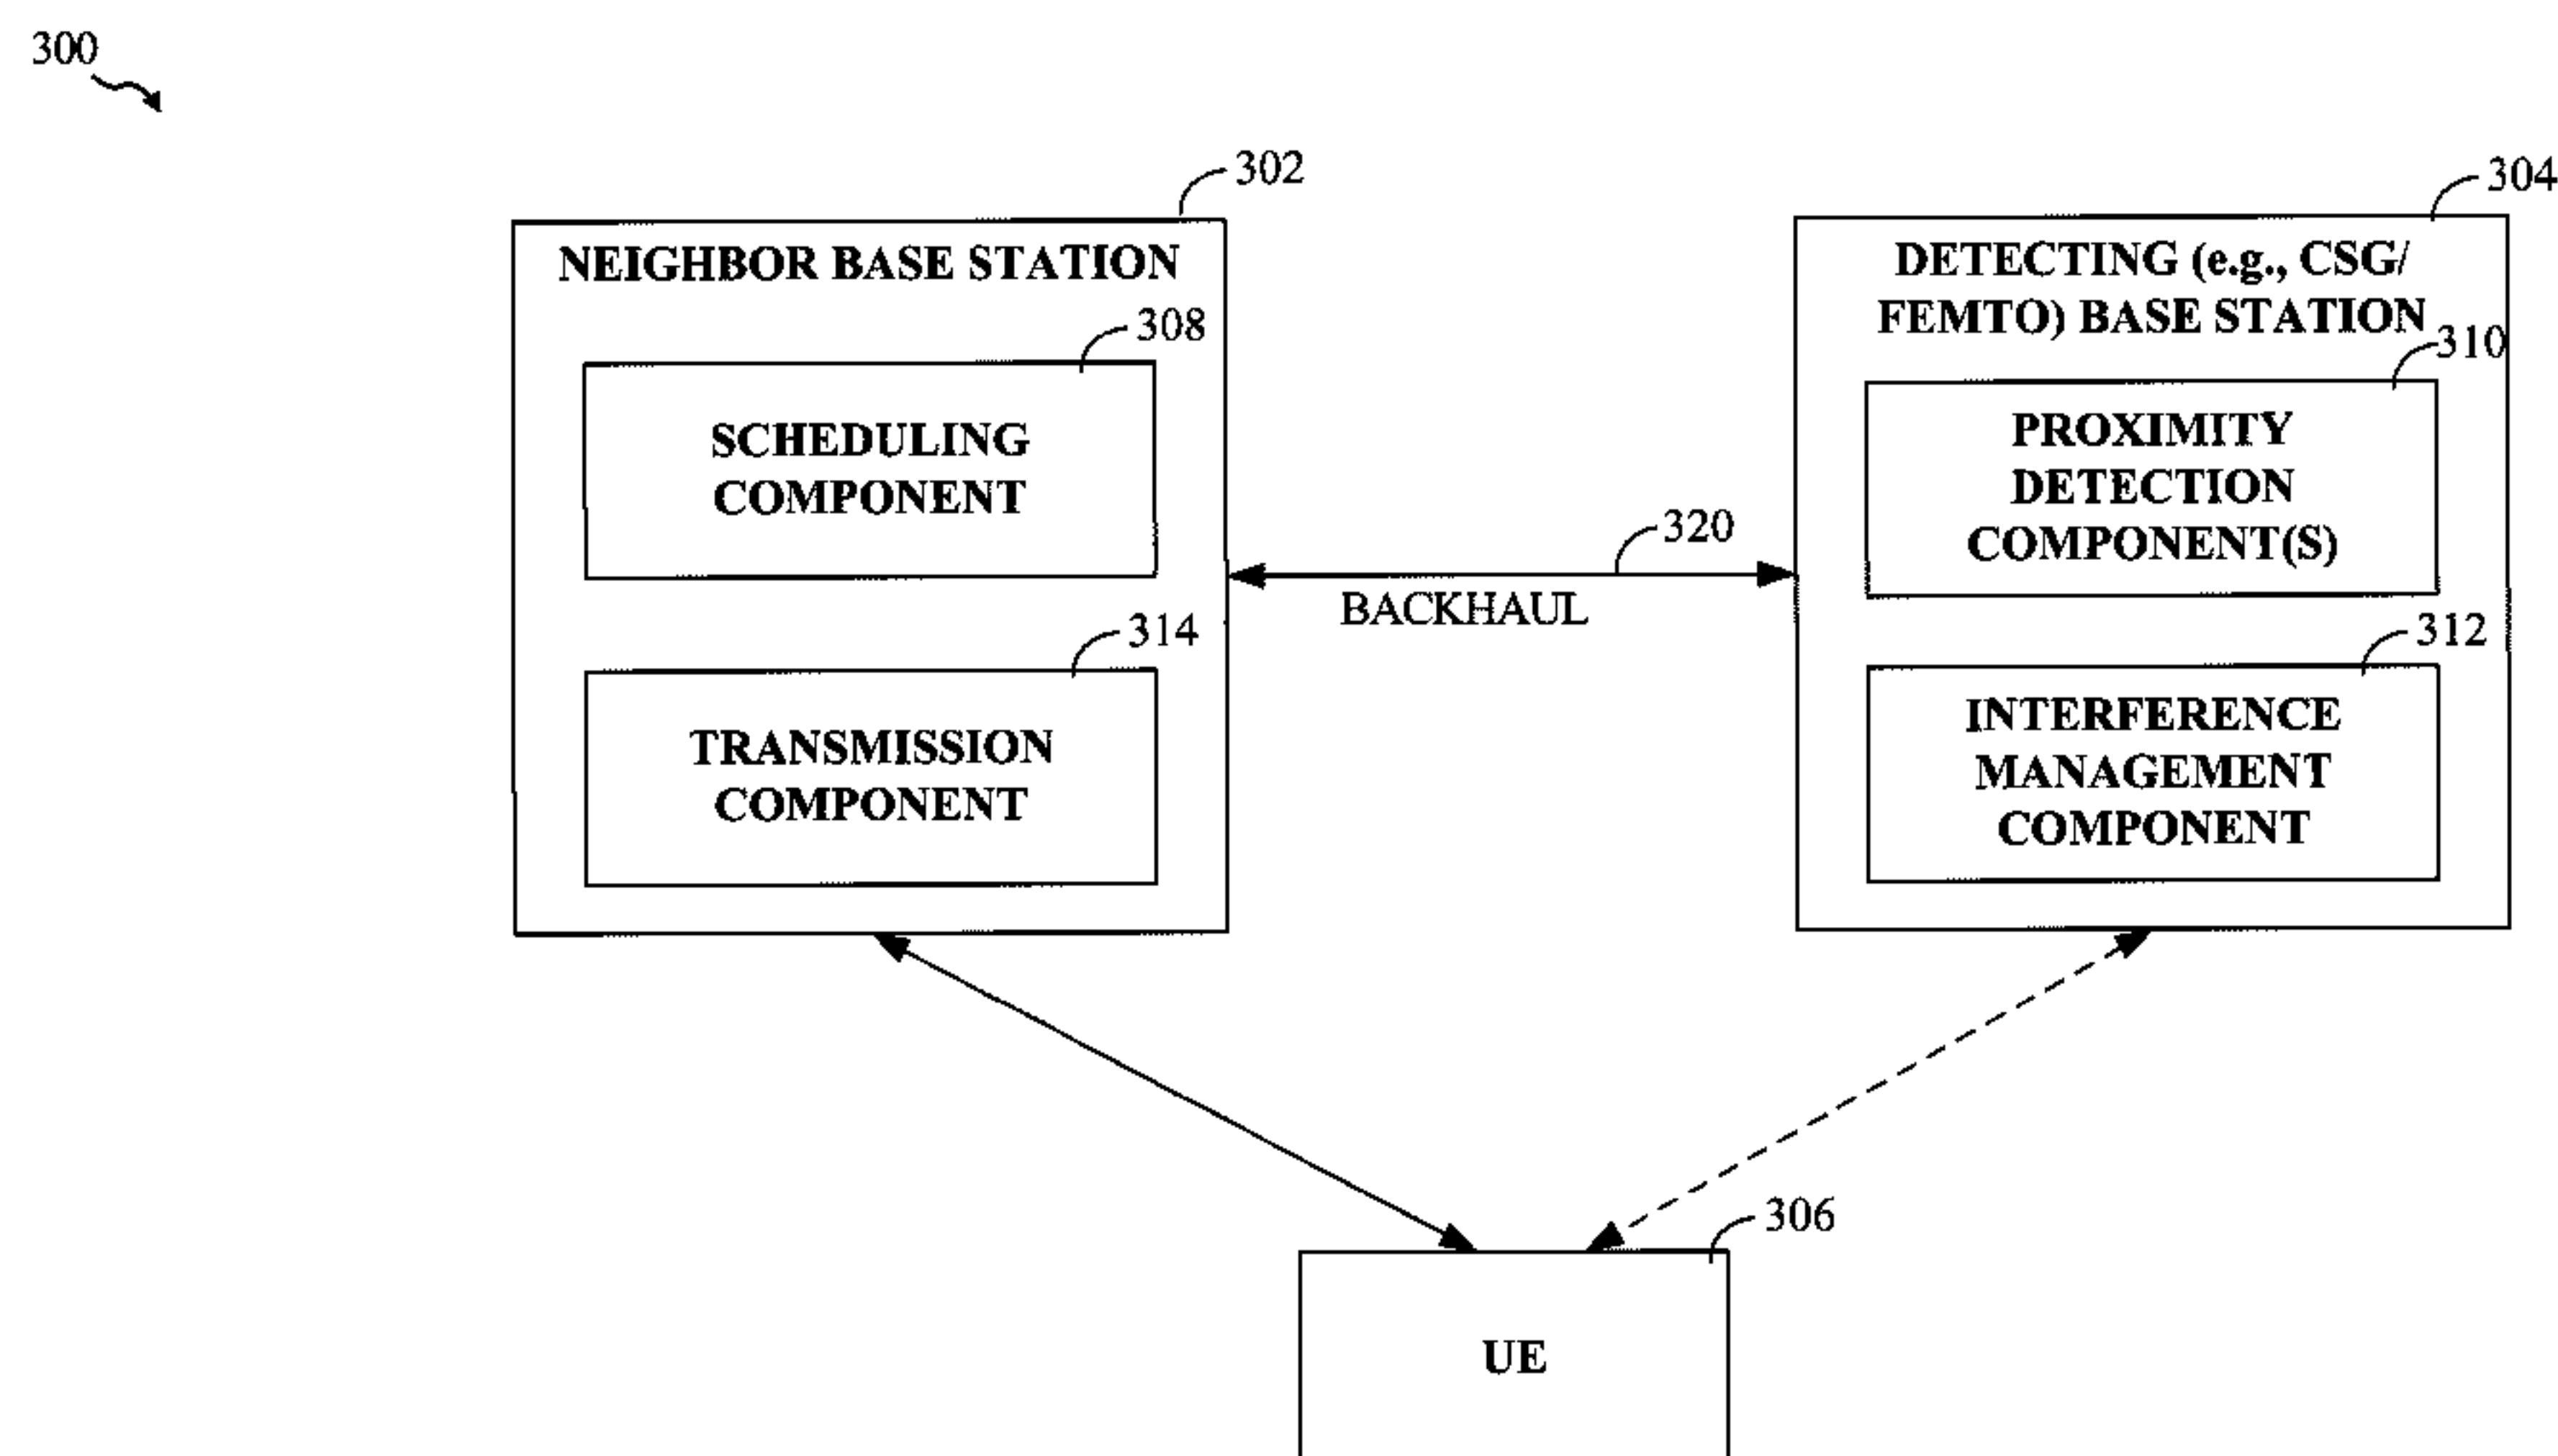 300
302
304
NEIGHBOR BASE STATION
DETECTING (e.g., CSG/
FEMTO) BASE STATION
308
310
SCHEDULING
COMPONENT
PROXIMITY
DETECTION
COMPONENT(S)
320
BACKHAUL
314
312
TRANSMISSION
COMPONENT
INTERFERENCE
MANAGEMENT
COMPONENT
306
UE